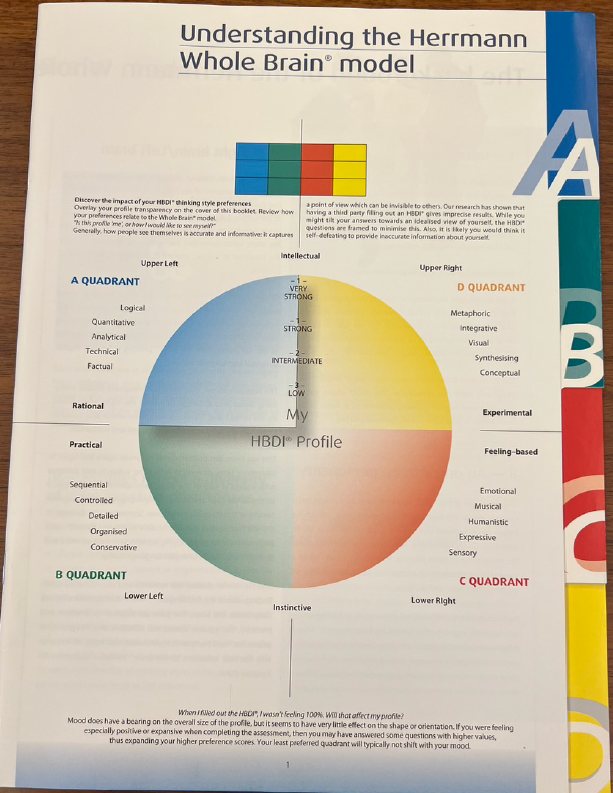 Understanding the Herrmann
Whole Brain® model
Discover the impact of your HBDI® thinking style preferences
Overlay your profile transparency on the cover of this booklet. Review how
your preferences relate to the Whole Brain® model.
"Is this profile 'me', or how I would like to see myself?"
Generally, how people see themselves is accurate and informative; it captures
a point of view which can be invisible to others. Our research has shown that
having a third party filling out an HBDI® gives imprecise results. While you
might tilt your answers towards an idealised view of yourself, the HBDI®
questions are framed to minimise this. Also, it is likely you would think it
self-defeating to provide inaccurate information about yourself.
Intellectual
Upper Left
Upper Right
A QUADRANT
D QUADRANT
Logical
Quantitative
Analytical
Technical
Factual
Rational
– 1 –
VERY
STRONG
– 1 –
STRONG
– 2 –
INTERMEDIATE
– 3 –
LOW
Metaphoric
Integrative
Visual
Synthesising
Conceptual
Experimental
My
HBDI® Profile
Practical
Sequential
Controlled
Detailed
Organised
Conservative
Feeling-based
Emotional
Musical
Humanistic
Expressive
Sensory
B QUADRANT
C QUADRANT
Lower Left
Lower Right
Instinctive
When I filled out the HBDI®, I wasn't feeling 100%. Will that affect my profile?
Mood does have a bearing on the overall size of the profile, but it seems to have very little effect on the shape or orientation. If you were feeling
especially positive or expansive when completing the assessment, then you may have answered some questions with higher values,
thus expanding your higher preference scores. Your least preferred quadrant will typically not shift with your mood.
1
A
B
C
D